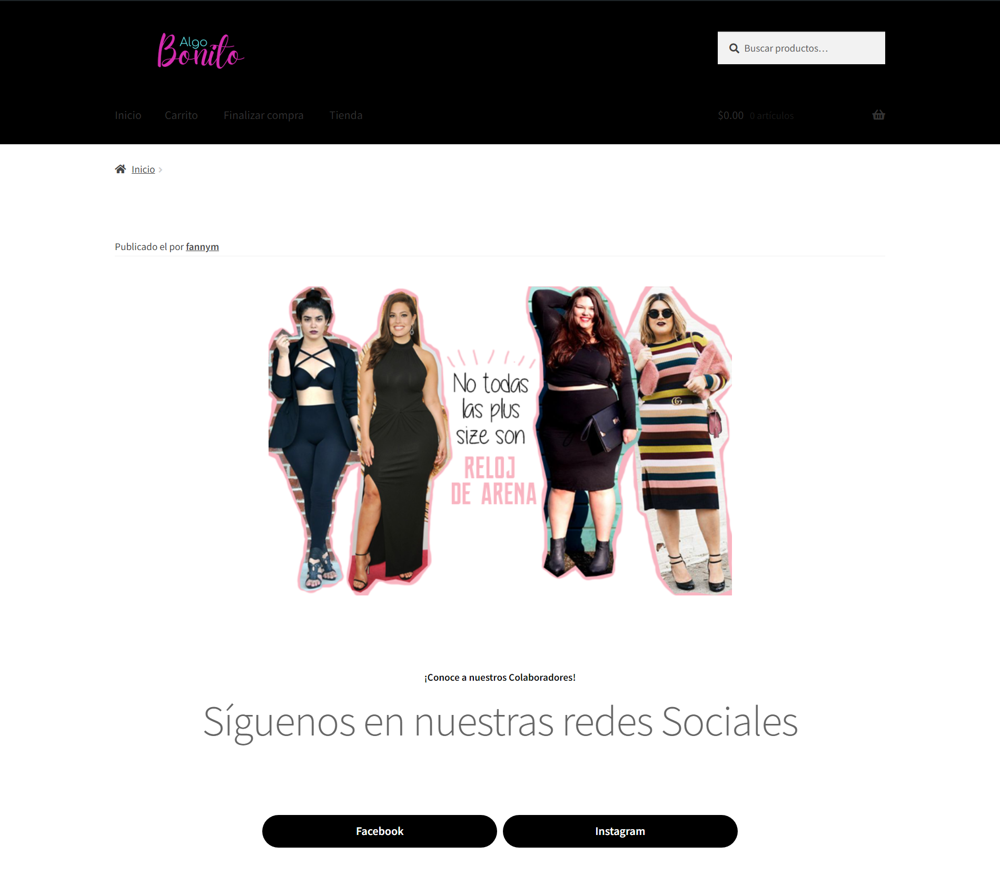 Algo
Bonito
Buscar productos…
Inicio Carrito Finalizar compra Tienda
$0.00 0 artículos
Inicio
Publicado el por fannym
No todas
las plus
size son
RELOJ
DE ARENA
¡Conoce a nuestros Colaboradores!
Síguenos en nuestras redes Sociales
Facebook Instagram